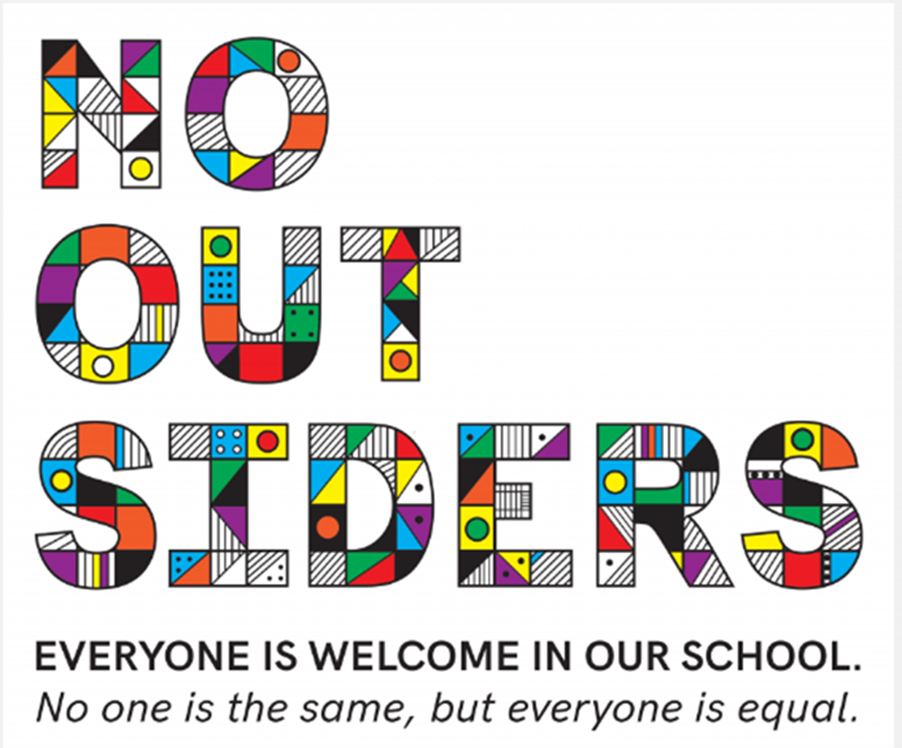 NO
OUT
SIDERS
EVERYONE IS WELCOME IN OUR SCHOOL.
No one is the same, but everyone is equal.